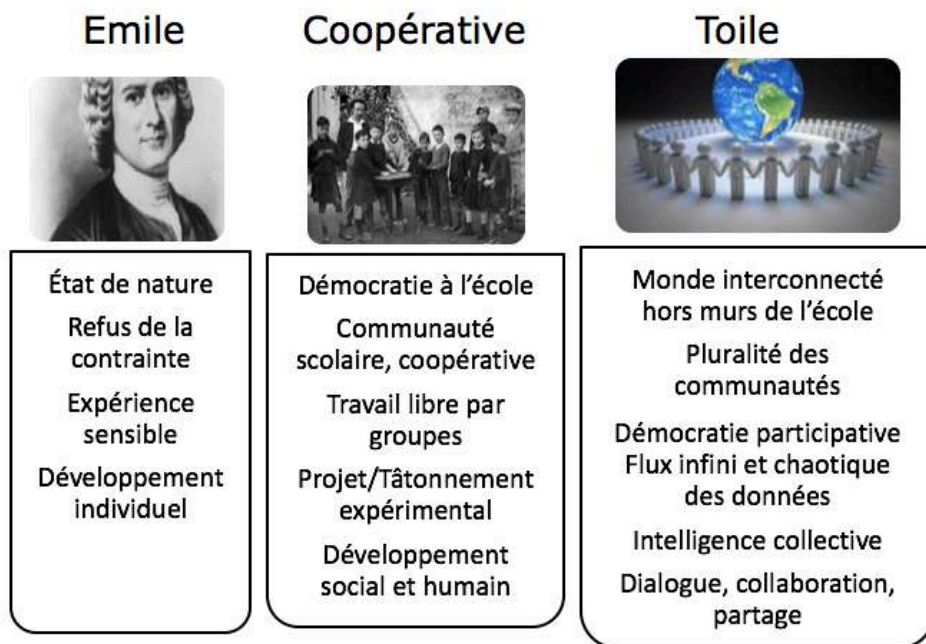 Emile
État de nature
Refus de la
contrainte
Expérience
sensible
Développement
individuel
Coopérative
Démocratie à l'école
Communauté
scolaire, coopérative
Travail libre par
groupes
Projet/Tâtonnement
expérimental
Développement
social et humain
Toile
Monde interconnecté
hors murs de l'école
Pluralité des
communautés
Démocratie participative
Flux infini et chaotique
des données
Intelligence collective
Dialogue, collaboration,
partage